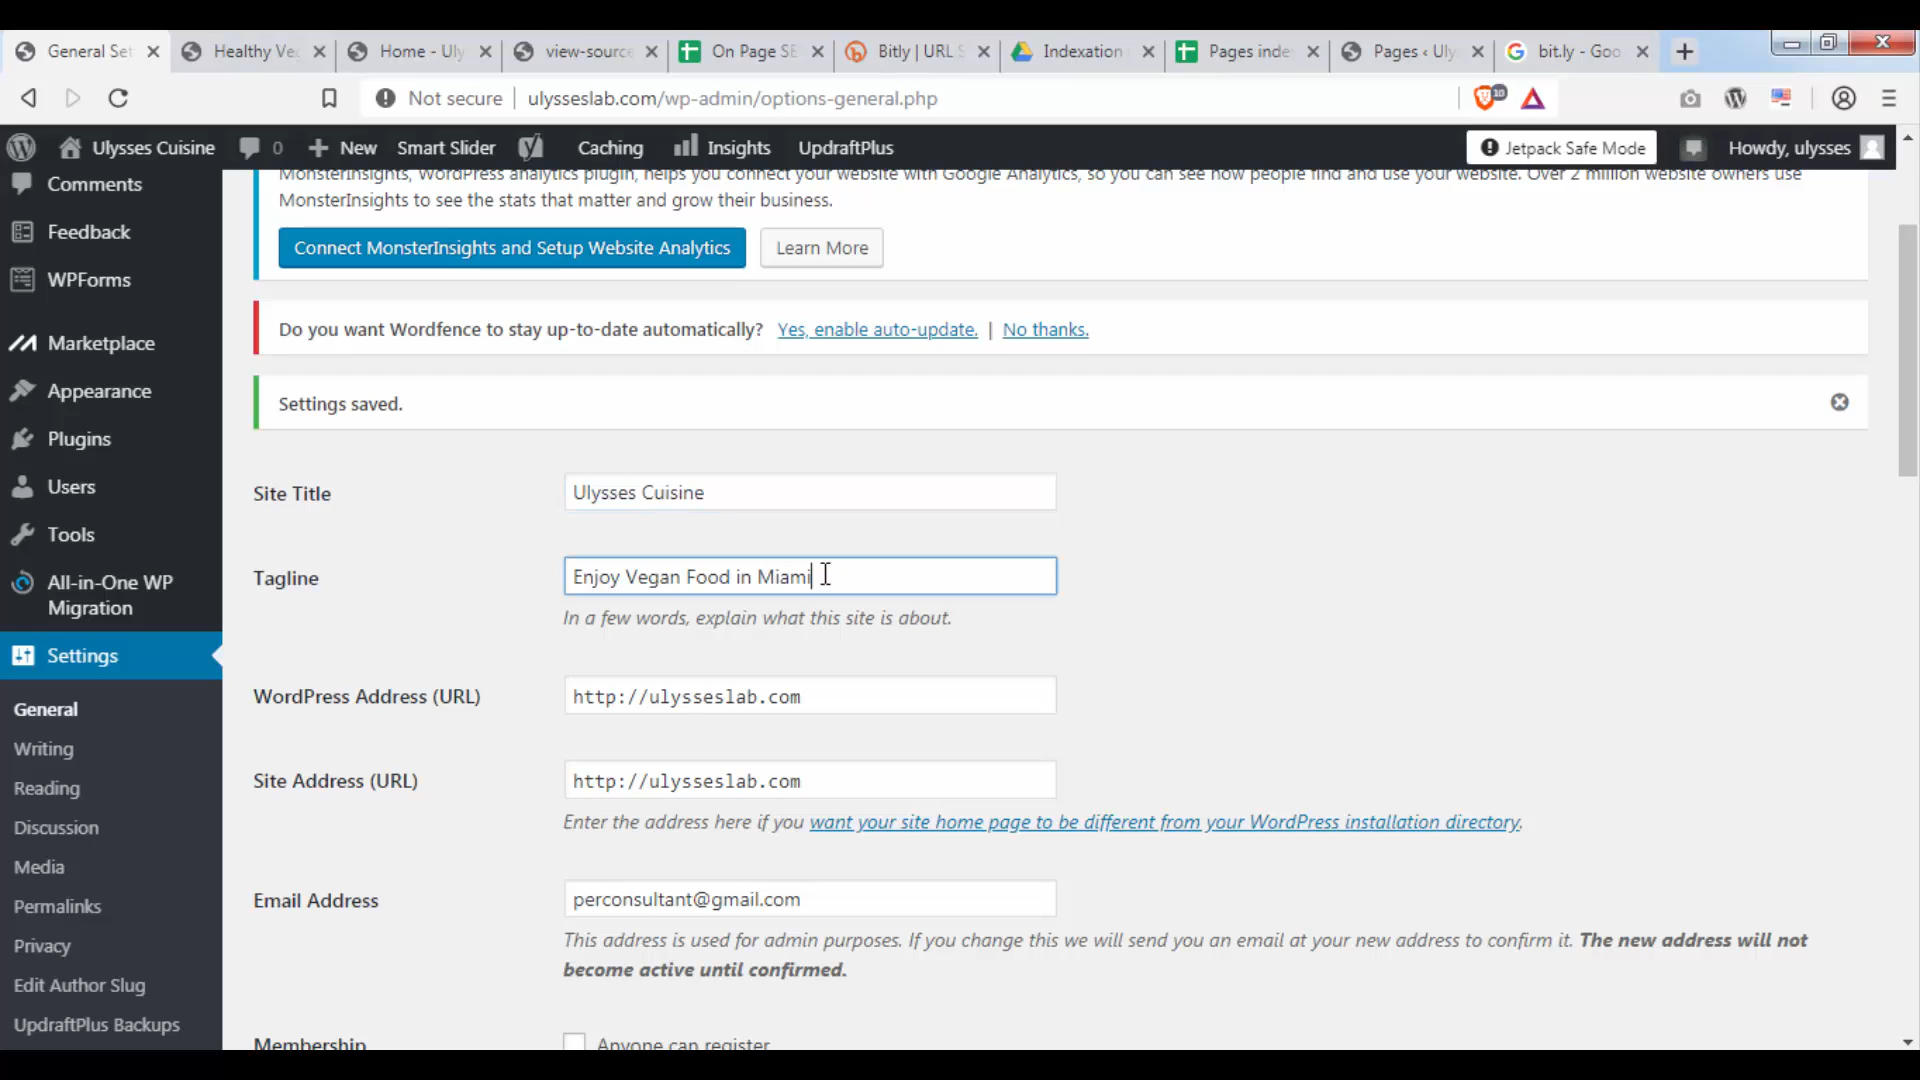 General Set
Healthy Ve
Home - Uly
view-source
On Page SE
Bitly | URL S
Indexation
Pages inde
Pages ‹ Uly
bit.ly - Goo
Not secure
ulysseslab.com/wp-admin/options-general.php
10
Ulysses Cuisine
0
New
Smart Slider
Caching
Insights
UpdraftPlus
Jetpack Safe Mode
Howdy, ulysses
Comments
Feedback
WPForms
Marketplace
Appearance
Plugins
Users
Tools
All-in-One WP
Migration
Settings
General
Writing
Reading
Discussion
Media
Permalinks
Privacy
Edit Author Slug
UpdraftPlus Backups
MonsterInsights, WordPress analytics plugin, helps you connect your website with Google Analytics, so you can see how people find and use your website. Over 2 million website owners use
MonsterInsights to see the stats that matter and grow their business.
Connect MonsterInsights and Setup Website Analytics
Learn More
Do you want Wordfence to stay up-to-date automatically? Yes, enable auto-update. | No thanks.
Settings saved.
Site Title
Ulysses Cuisine
Tagline
Enjoy Vegan Food in Miami
In a few words, explain what this site is about.
WordPress Address (URL)
http://ulysseslab.com
Site Address (URL)
http://ulysseslab.com
Enter the address here if you want your site home page to be different from your WordPress installation directory.
Email Address
perconsultant@gmail.com
This address is used for admin purposes. If you change this we will send you an email at your new address to confirm it. The new address will not
become active until confirmed.
Membership
Anyone can register